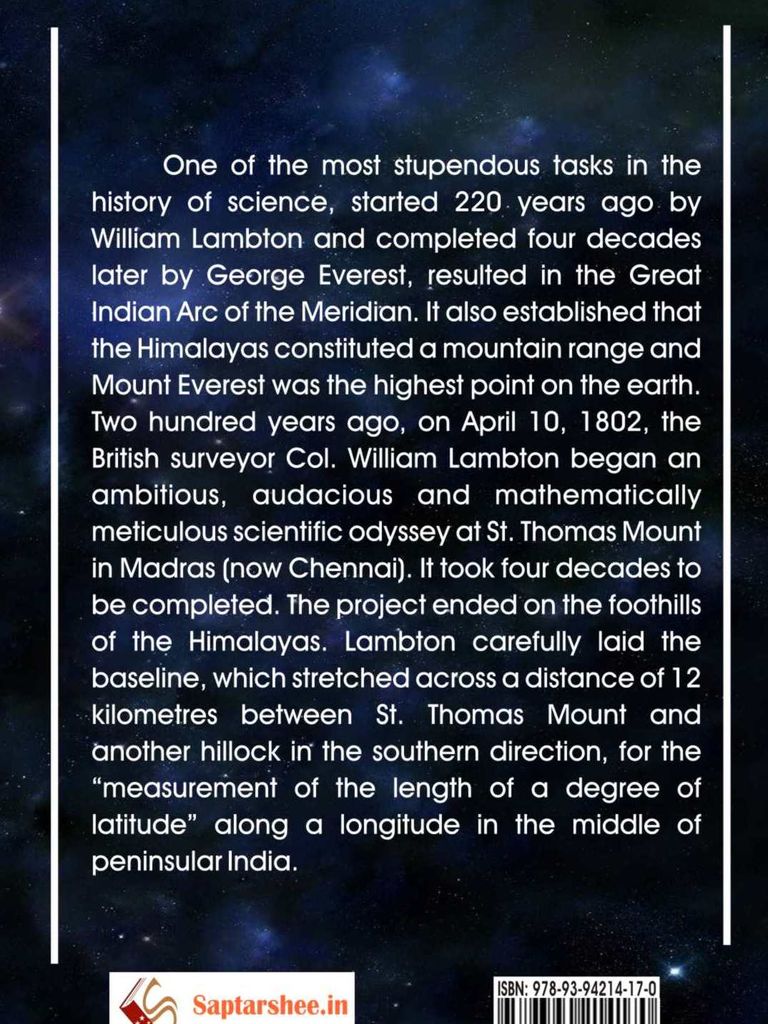 One of the most stupendous tasks in the
history of science, started 220 years ago by
William Lambton and completed four decades
later by George Everest, resulted in the Great
Indian Arc of the Meridian. It also established that
the Himalayas constituted a mountain range and
Mount Everest was the highest point on the earth.
Two hundred years ago, on April 10, 1802, the
British surveyor Col. William Lambton began an
ambitious, audacious and mathematically
meticulous scientific odyssey at St. Thomas Mount
in Madras (now Chennai). It took four decades to
be completed. The project ended on the foothills
of the Himalayas. Lambton carefully laid the
baseline, which stretched across a distance of 12
kilometres between St. Thomas Mount and
another hillock in the southern direction, for the
“measurement of the length of a degree of
latitude” along a longitude in the middle of
peninsular India.
Saptarshee.in
ISBN: 978-93-94214-17-0